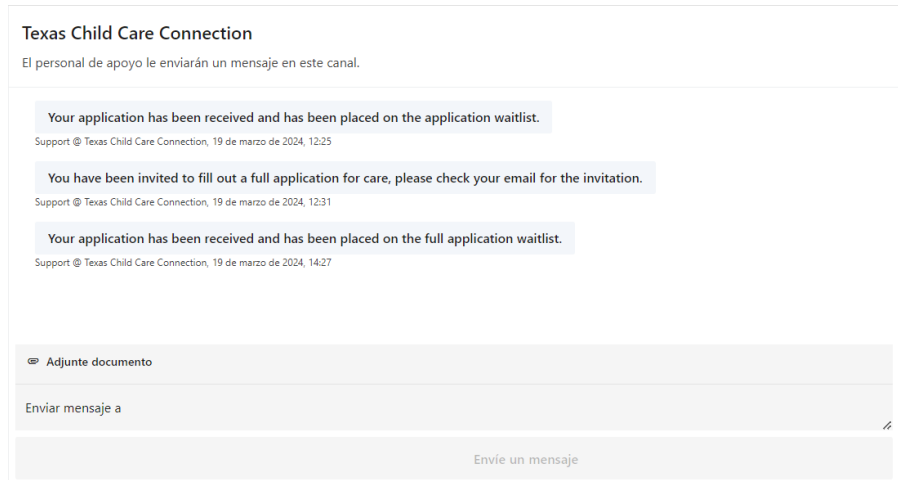 Texas Child Care Connection
El personal de apoyo le enviarán un mensaje en este canal.
Your application has been received and has been placed on the application waitlist.
Support @ Texas Child Care Connection, 19 de marzo de 2024, 12:25
You have been invited to fill out a full application for care, please check your email for the invitation.
Support @ Texas Child Care Connection, 19 de marzo de 2024, 12:31
Your application has been received and has been placed on the full application waitlist.
Support @ Texas Child Care Connection, 19 de marzo de 2024, 14:27
Adjunte documento
Enviar mensaje a
Envíe un mensaje